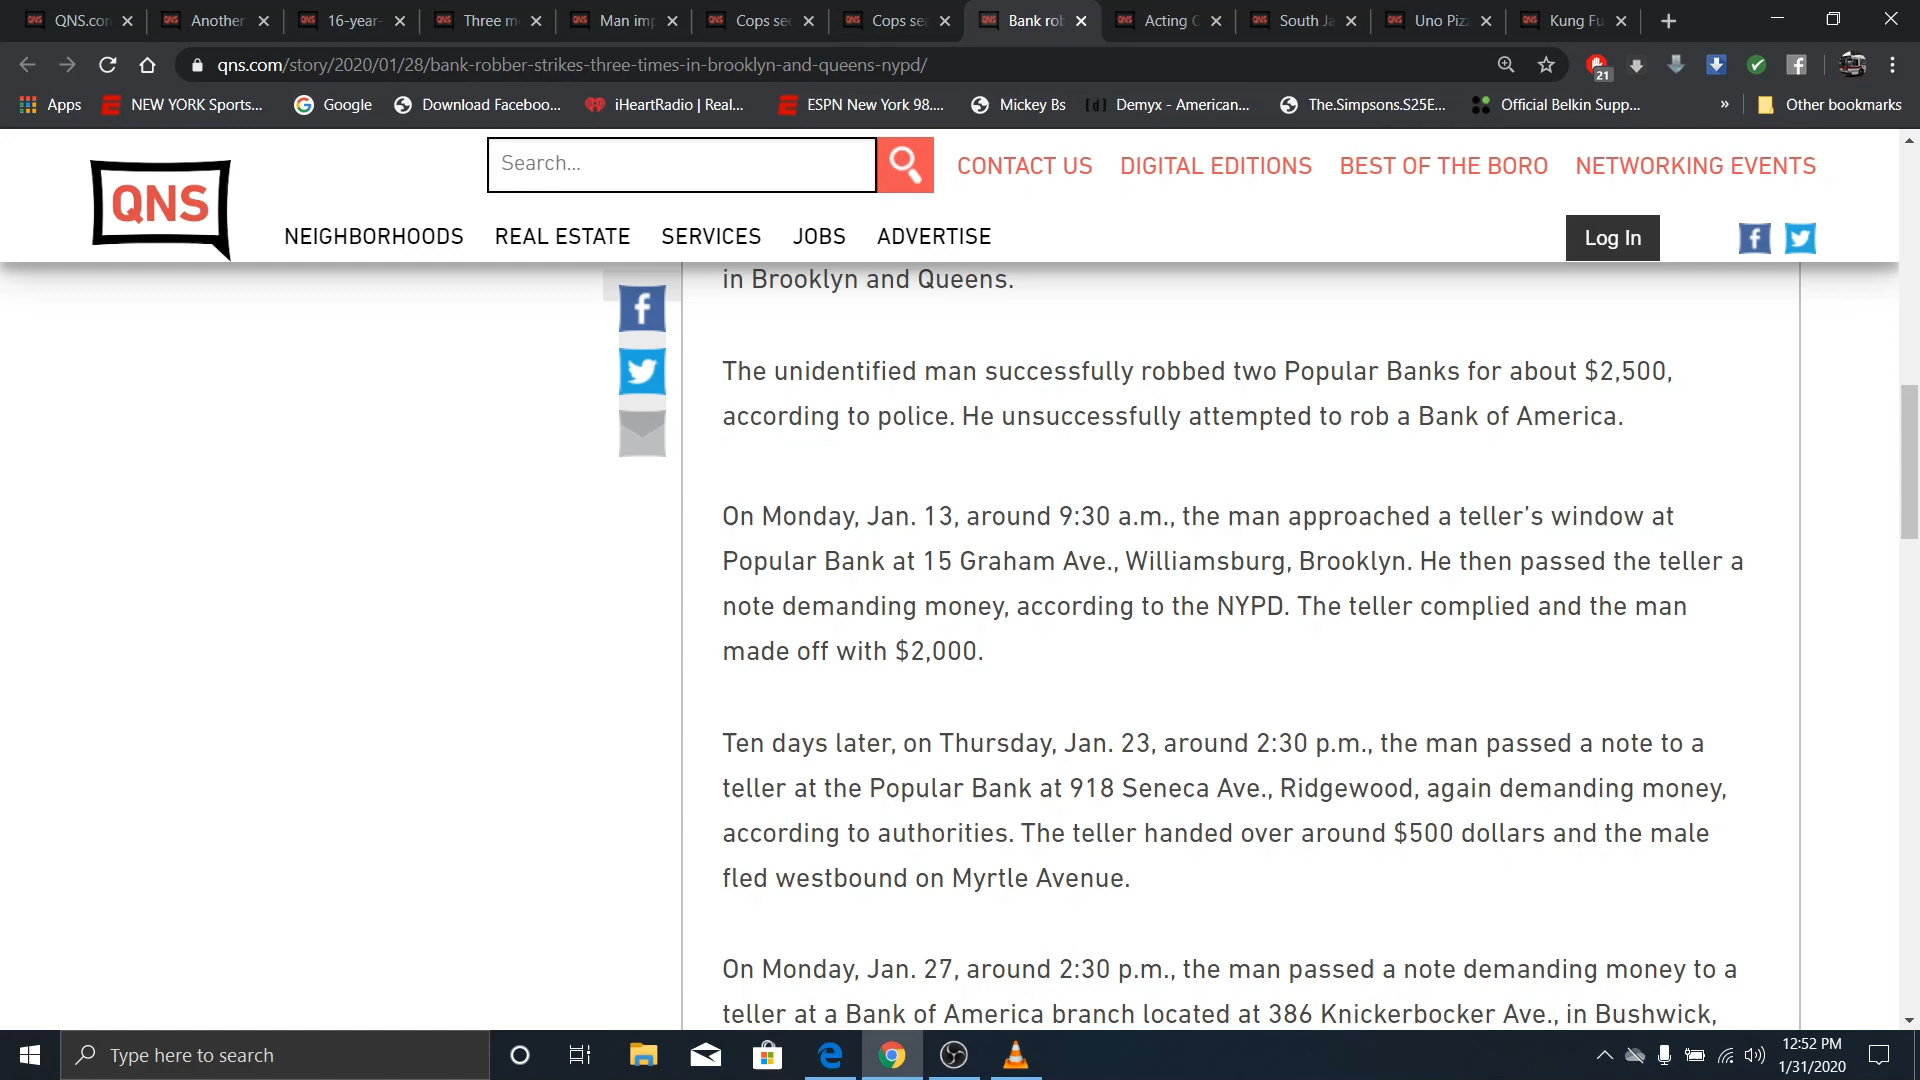 QNS.con
Another
16-year-
Three m
Man imp
Cops see
Cops sea
Bank rob
Acting C
South Ja
Uno Pizz
Kung Fu
qns.com/story/2020/01/28/bank-robber-strikes-three-times-in-brooklyn-and-queens-nypd/
21
Apps
NEW YORK Sports...
Google
Download Faceboo...
iHeartRadio | Real...
ESPN New York 98....
Mickey Bs
Demyx - American...
The.Simpsons.S25E...
Official Belkin Supp...
»
Other bookmarks
QNS
Search...
CONTACT US
DIGITAL EDITIONS
BEST OF THE BORO
NETWORKING EVENTS
NEIGHBORHOODS
REAL ESTATE
SERVICES
JOBS
ADVERTISE
Log In
in Brooklyn and Queens.
The unidentified man successfully robbed two Popular Banks for about $2,500,
according to police. He unsuccessfully attempted to rob a Bank of America.
On Monday, Jan. 13, around 9:30 a.m., the man approached a teller’s window at
Popular Bank at 15 Graham Ave., Williamsburg, Brooklyn. He then passed the teller a
note demanding money, according to the NYPD. The teller complied and the man
made off with $2,000.
Ten days later, on Thursday, Jan. 23, around 2:30 p.m., the man passed a note to a
teller at the Popular Bank at 918 Seneca Ave., Ridgewood, again demanding money,
according to authorities. The teller handed over around $500 dollars and the male
fled westbound on Myrtle Avenue.
On Monday, Jan. 27, around 2:30 p.m., the man passed a note demanding money to a
teller at a Bank of America branch located at 386 Knickerbocker Ave., in Bushwick,
Type here to search
12:52 PM
1/31/2020